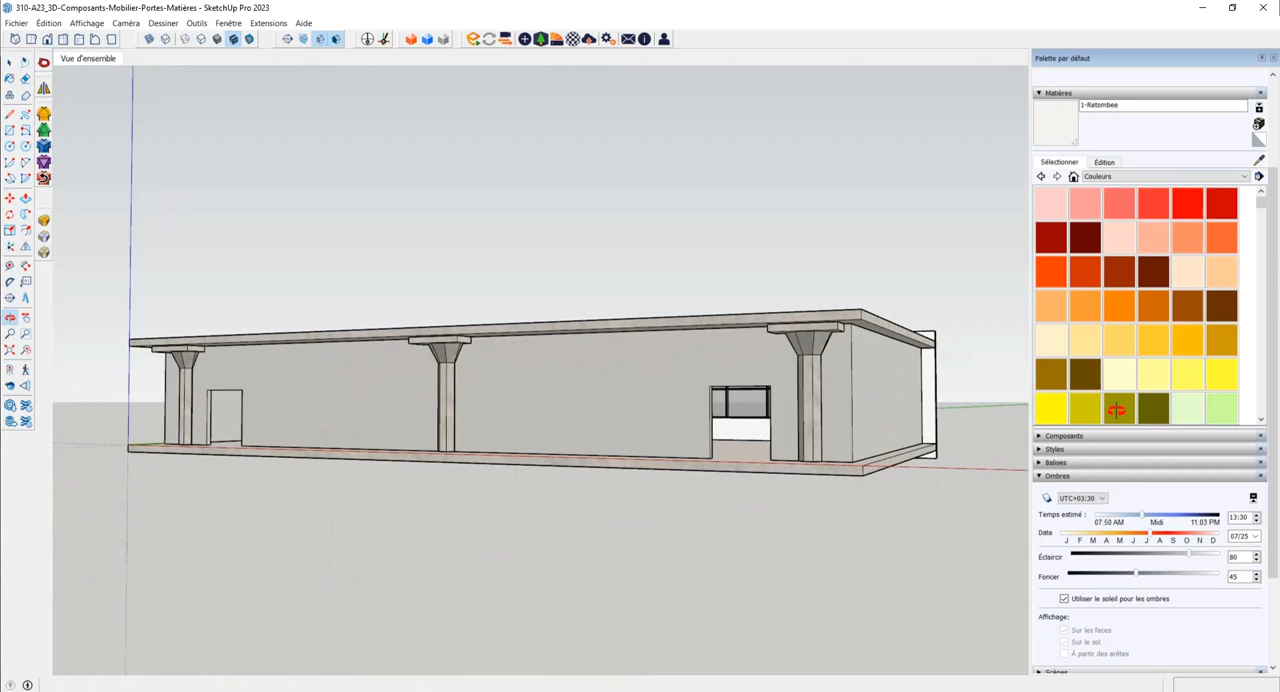 310-A23_3D-Composants-Mobilier-Portes-Matières - SketchUp Pro 2023
Fichier Édition Affichage Caméra Dessiner Outils Fenêtre Extensions Aide
Vue d'ensemble
Palette par défaut
Matières
1-Retombee
Sélectionner Édition
Couleurs
Composants
Styles
Balises
Ombres
UTC+03:30
Temps estimé : 13:30
07:50 AM Midi 11:03 PM
Date 07/25
J F M A M J J A S O N D
Éclaircir 80
Foncer 45
Utiliser le soleil pour les ombres
Affichage:
Sur les faces
Sur le sol
À partir des arêtes
Scènes